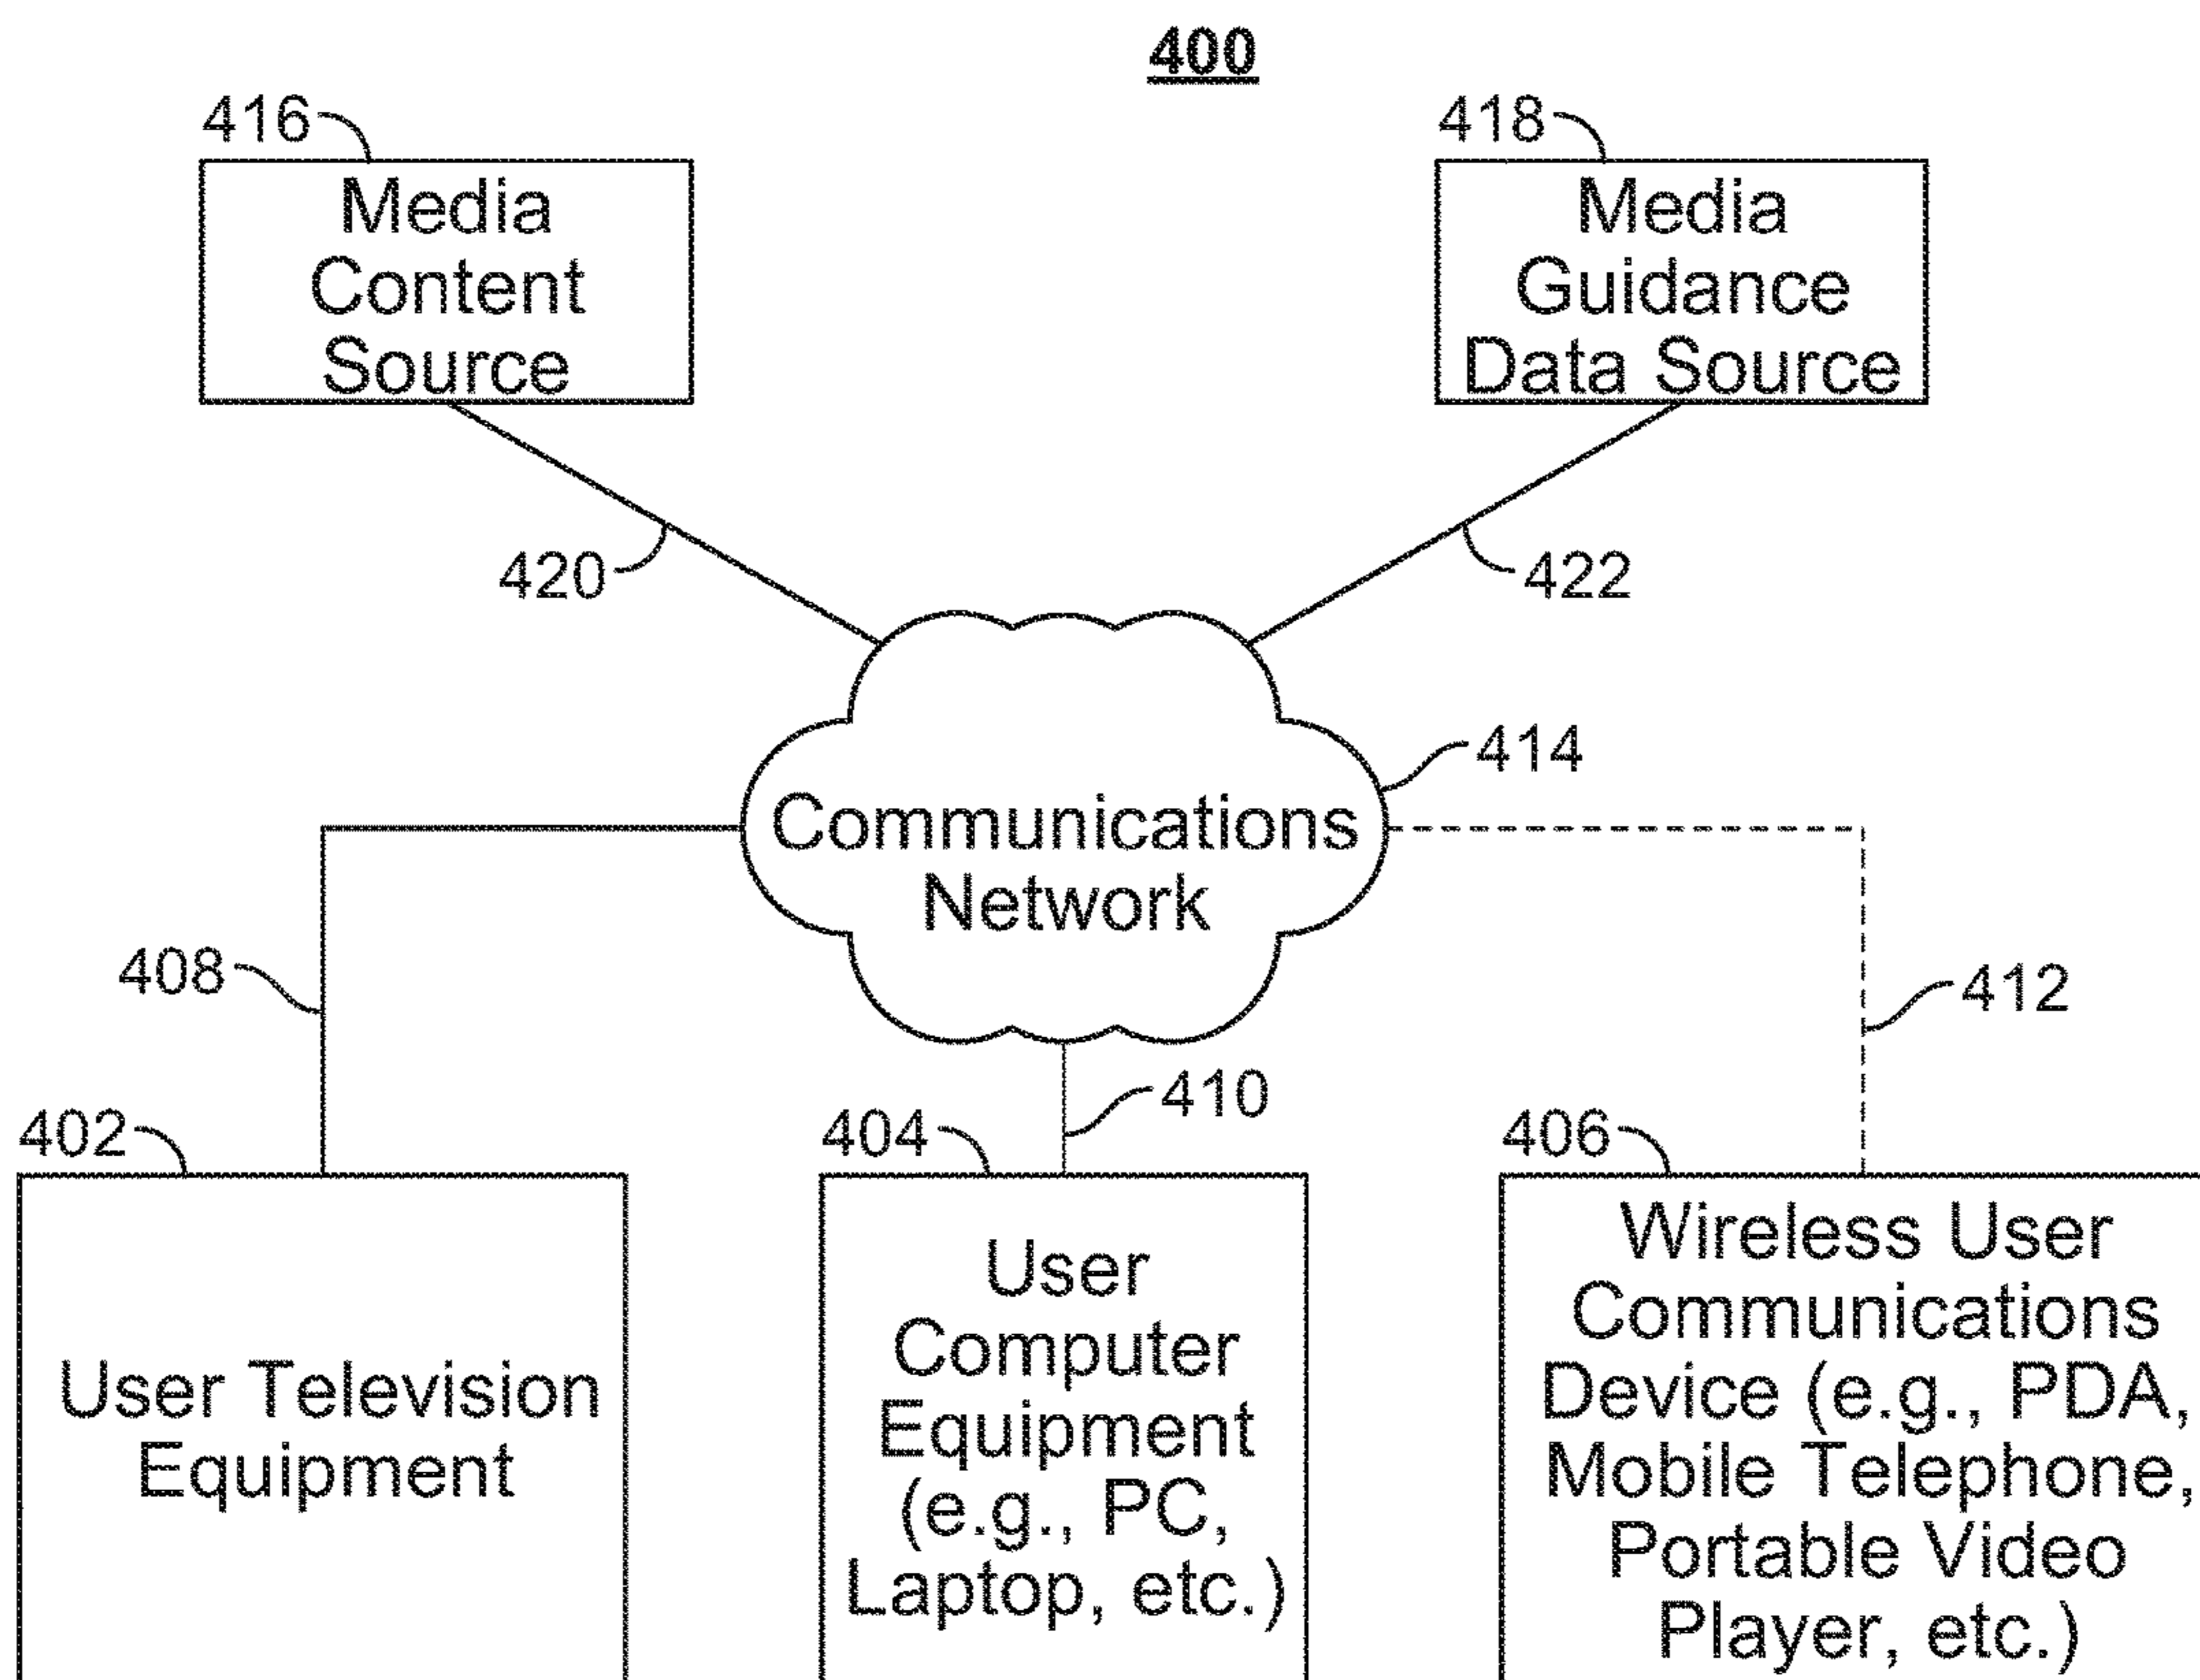 400
416
Media
Content
Source
418
Media
Guidance
Data Source
420
422
414
Communications
Network
408
412
410
402
User Television
Equipment
404
User
Computer
Equipment
(e.g., PC,
Laptop, etc.)
406
Wireless User
Communications
Device (e.g., PDA,
Mobile Telephone,
Portable Video
Player, etc.)